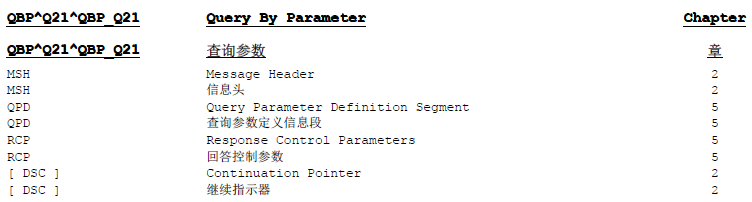 QBP^Q21^QBP_Q21 Query By Parameter Chapter
QBP^Q21^QBP_Q21 查询参数 章
MSH Message Header 2
MSH 信息头 2
QPD Query Parameter Definition Segment 5
QPD 查询参数定义信息段 5
RCP Response Control Parameters 5
RCP 回答控制参数 5
[ DSC ] Continuation Pointer 2
[ DSC ] 继续指示器 2